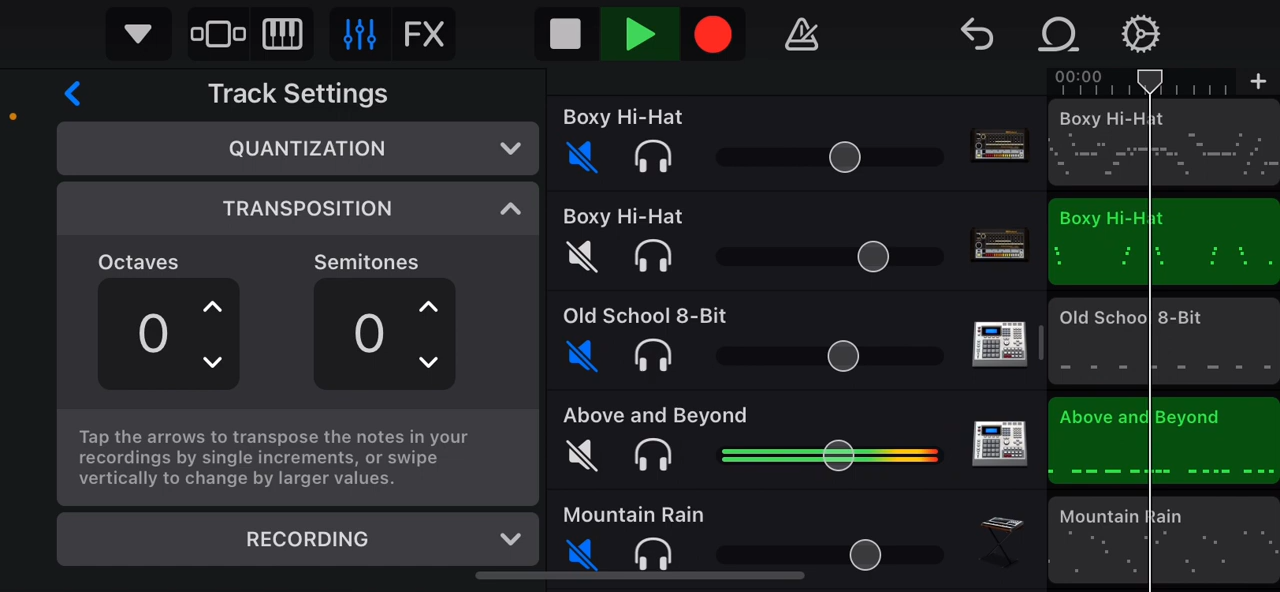 FX
Track Settings
QUANTIZATION
TRANSPOSITION
Octaves
Semitones
0
0
Tap the arrows to transpose the notes in your
recordings by single increments, or swipe
vertically to change by larger values.
RECORDING
Boxy Hi-Hat
Boxy Hi-Hat
Old School 8-Bit
Above and Beyond
Mountain Rain
00:00
Boxy Hi-Hat
Boxy Hi-Hat
Old School 8-Bit
Above and Beyond
Mountain Rain